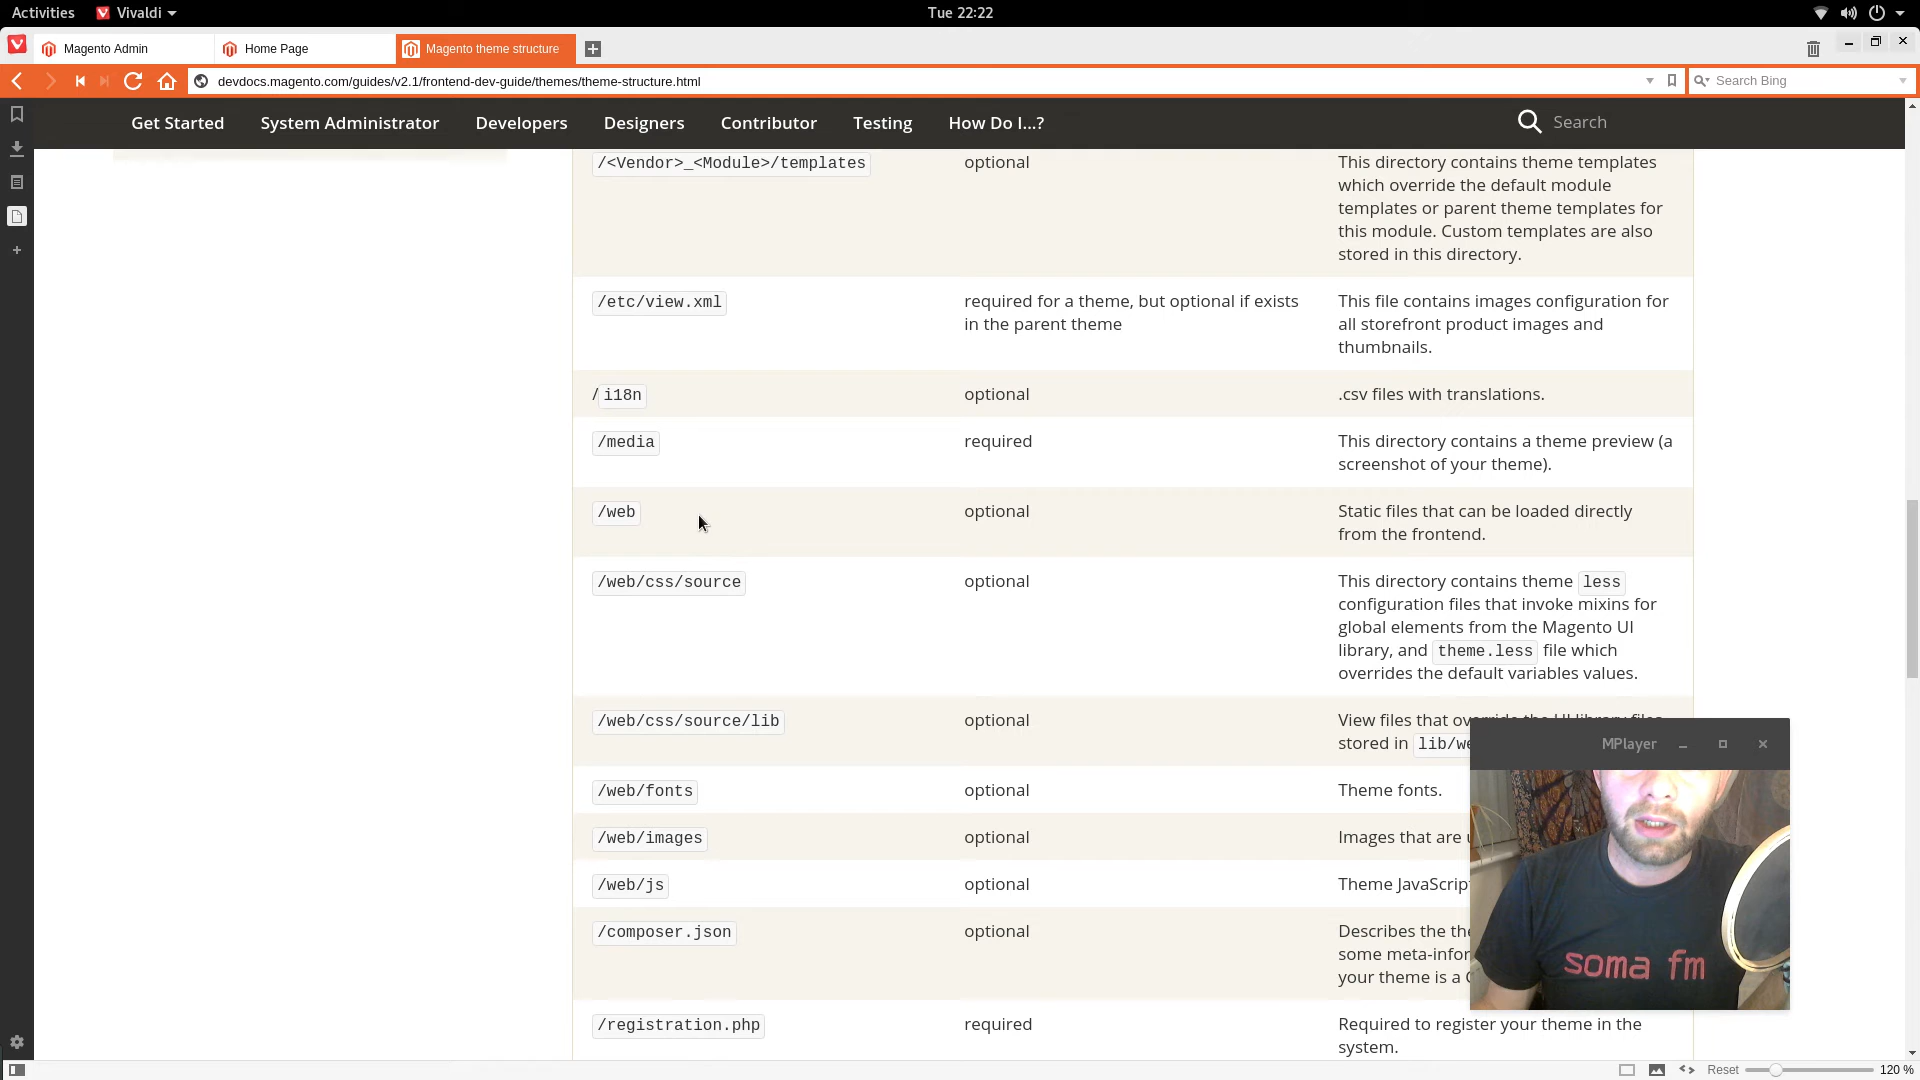 Activities Vivaldi Tue 22:22
Magento Admin Home Page Magento theme structure
devdocs.magento.com/guides/v2.1/frontend-dev-guide/themes/theme-structure.html Search Bing
Get Started System Administrator Developers Designers Contributor Testing How Do I...? Search
/<Vendor>_<Module>/templates optional This directory contains theme templates
which override the default module
templates or parent theme templates for
this module. Custom templates are also
stored in this directory.
/etc/view.xml required for a theme, but optional if exists This file contains images configuration for
in the parent theme all storefront product images and
thumbnails.
/i18n optional .csv files with translations.
/media required This directory contains a theme preview (a
screenshot of your theme).
/web optional Static files that can be loaded directly
from the frontend.
/web/css/source optional This directory contains theme less
configuration files that invoke mixins for
global elements from the Magento UI
library, and theme.less file which
overrides the default variables values.
/web/css/source/lib optional View files that override the UI library files
stored in lib/we
MPlayer
/web/fonts optional Theme fonts.
/web/images optional Images that are
/web/js optional Theme JavaScrip
/composer.json optional Describes the the
some meta-infor
your theme is a
soma fm
/registration.php required Required to register your theme in the
system.
Reset 120 %